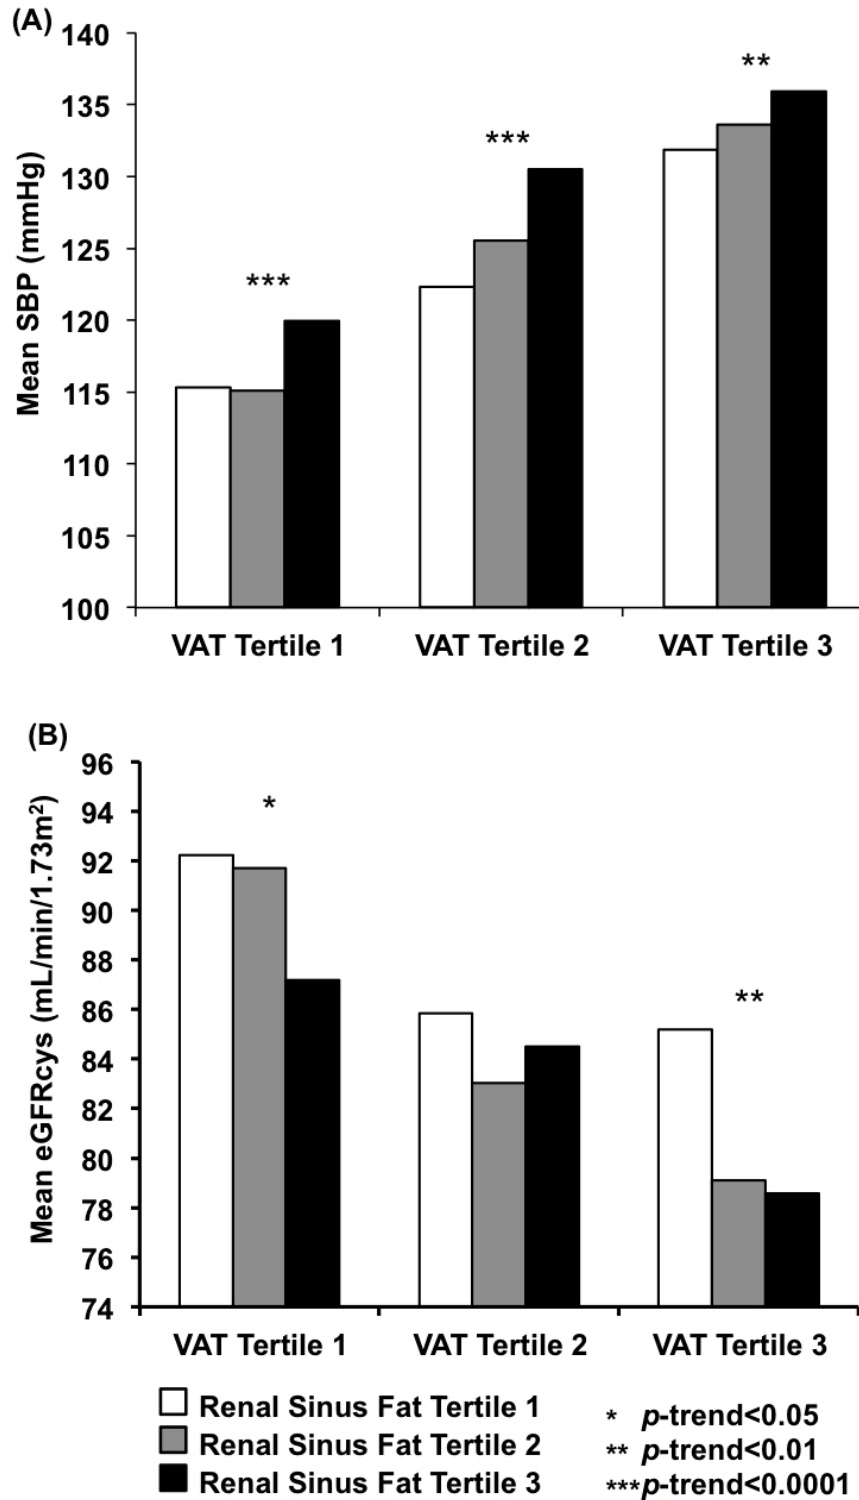 (A)
Mean SBP (mmHg)
140
135
130
125
120
115
110
105
100
***
***
**
VAT Tertile 1
VAT Tertile 2
VAT Tertile 3
(B)
Mean eGFRcys (mL/min/1.73m²)
96
94
92
90
88
86
84
82
80
78
76
74
*
**
VAT Tertile 1
VAT Tertile 2
VAT Tertile 3
Renal Sinus Fat Tertile 1
Renal Sinus Fat Tertile 2
Renal Sinus Fat Tertile 3
* p-trend<0.05
** p-trend<0.01
***p-trend<0.0001